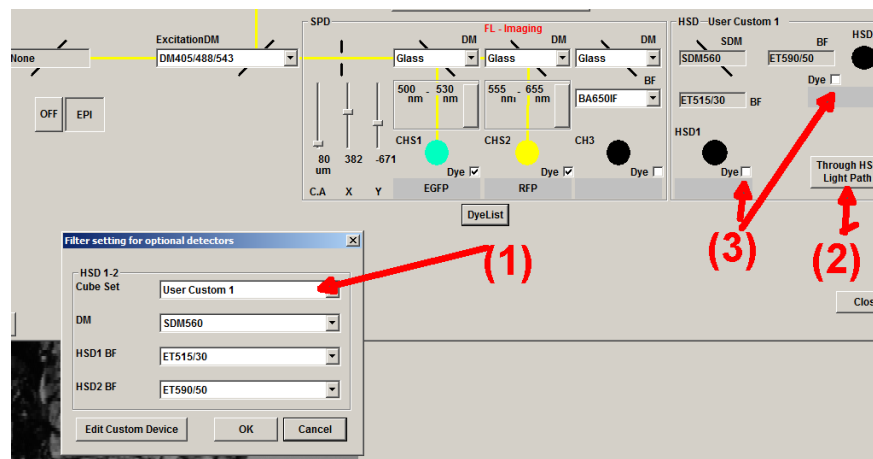 SPD
FL - Imaging
HSD-User Custom 1
None
ExcitationDM
DM405/488/543
DM
DM
DM
Glass
Glass
Glass
SDM
BF
HSD
SDM560
ET590/50
BF
Dye
500 nm - 530 nm
555 nm - 655 nm
BA650IF
ET515/30
BF
OFF
EPI
CHS1
CHS2
CH3
HSD1
80 um
382
-671
Dye
Dye
Dye
Dye
C.A
X
Y
EGFP
RFP
Through HS
Light Path
DyeList
(1)
(3)
(2)
Clos
Filter setting for optional detectors
HSD 1-2
Cube Set
User Custom 1
DM
SDM560
HSD1 BF
ET515/30
HSD2 BF
ET590/50
Edit Custom Device
OK
Cancel